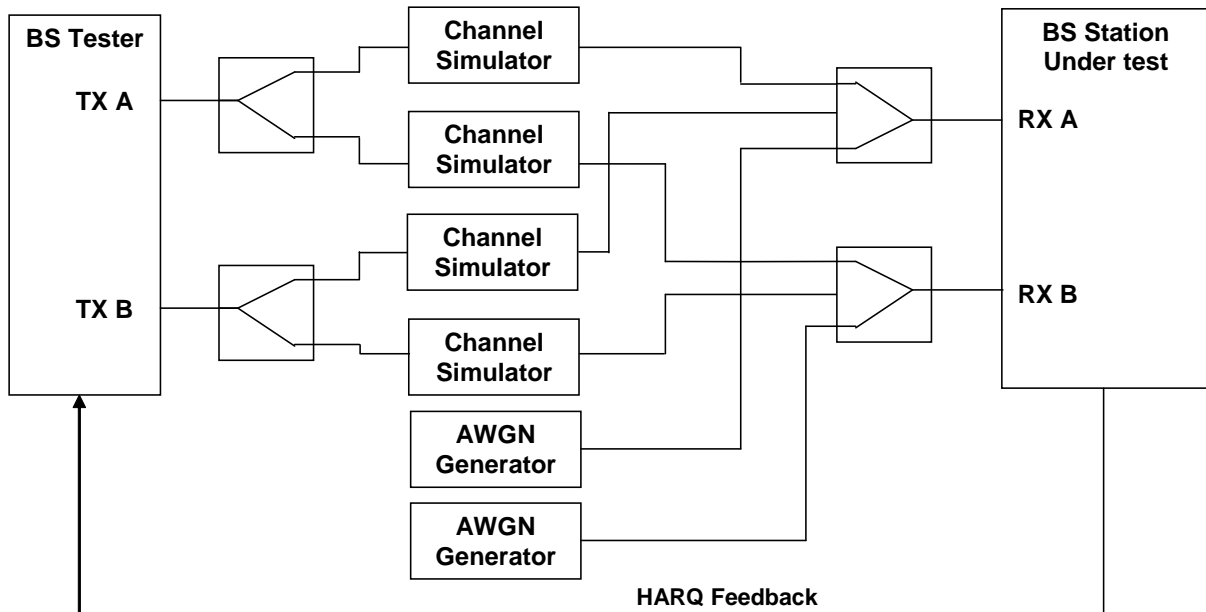 BS Tester
TX A
TX B
Channel
Simulator
Channel
Simulator
Channel
Simulator
Channel
Simulator
AWGN
Generator
AWGN
Generator
BS Station
Under test
RX A
RX B
HARQ Feedback